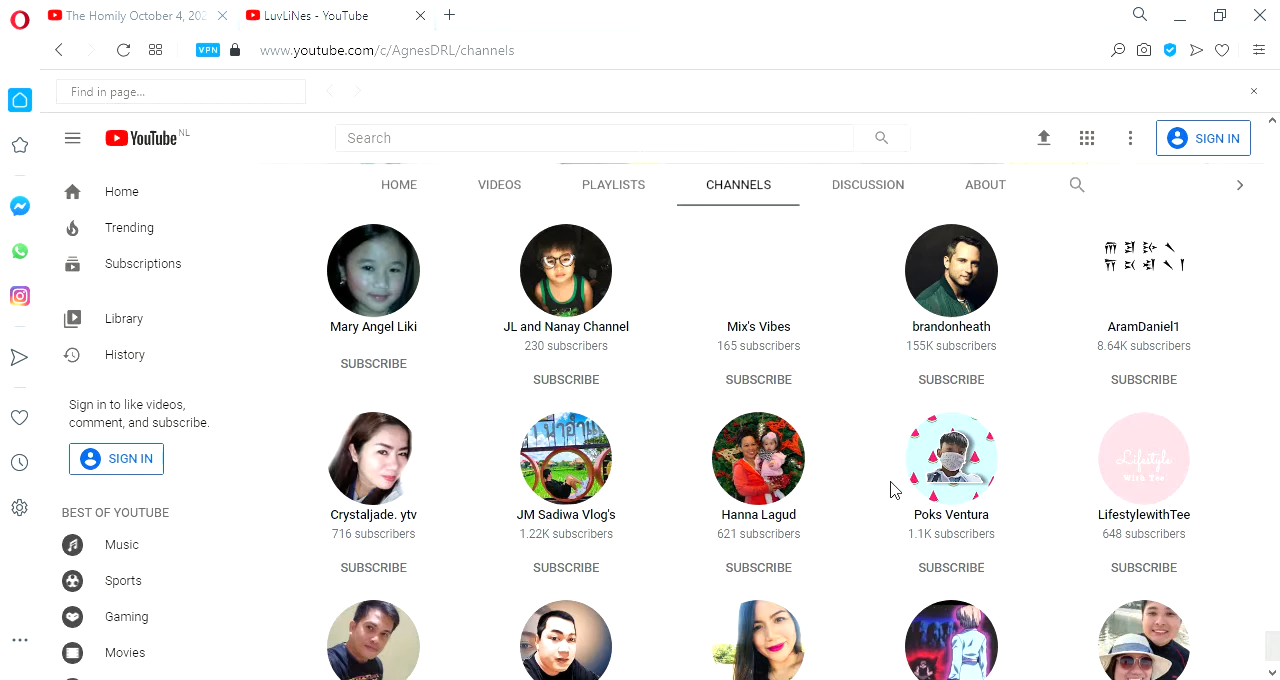 The Homily October 4, 202
LuvLiNes - YouTube
VPN
www.youtube.com/c/AgnesDRL/channels
Find in page...
YouTube NL
Search
SIGN IN
HOME VIDEOS PLAYLISTS CHANNELS DISCUSSION ABOUT
Home
Trending
Subscriptions
Library
History
Sign in to like videos,
comment, and subscribe.
SIGN IN
BEST OF YOUTUBE
Music
Sports
Gaming
Movies
Mary Angel Liki
SUBSCRIBE
JL and Nanay Channel
230 subscribers
SUBSCRIBE
Mix's Vibes
165 subscribers
SUBSCRIBE
brandonheath
155K subscribers
SUBSCRIBE
AramDaniel1
8.64K subscribers
SUBSCRIBE
Crystaljade. ytv
716 subscribers
SUBSCRIBE
JM Sadiwa Vlog's
1.22K subscribers
SUBSCRIBE
Hanna Lagud
621 subscribers
SUBSCRIBE
Poks Ventura
1.1K subscribers
SUBSCRIBE
Lifestyle
With Tee
LifestylewithTee
648 subscribers
SUBSCRIBE